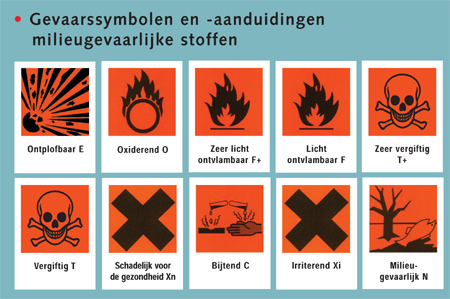 • Gevaarssymbolen en -aanduidingen
milieugevaarlijke stoffen
Ontplofbaar E
Oxiderend O
Zeer licht
ontvlambaar F+
Licht
ontvlambaar F
Zeer vergiftig
T+
Vergiftig T
Schadelijk voor
de gezondheid Xn
Bijtend C
Irriterend Xi
Milieu-
gevaarlijk N